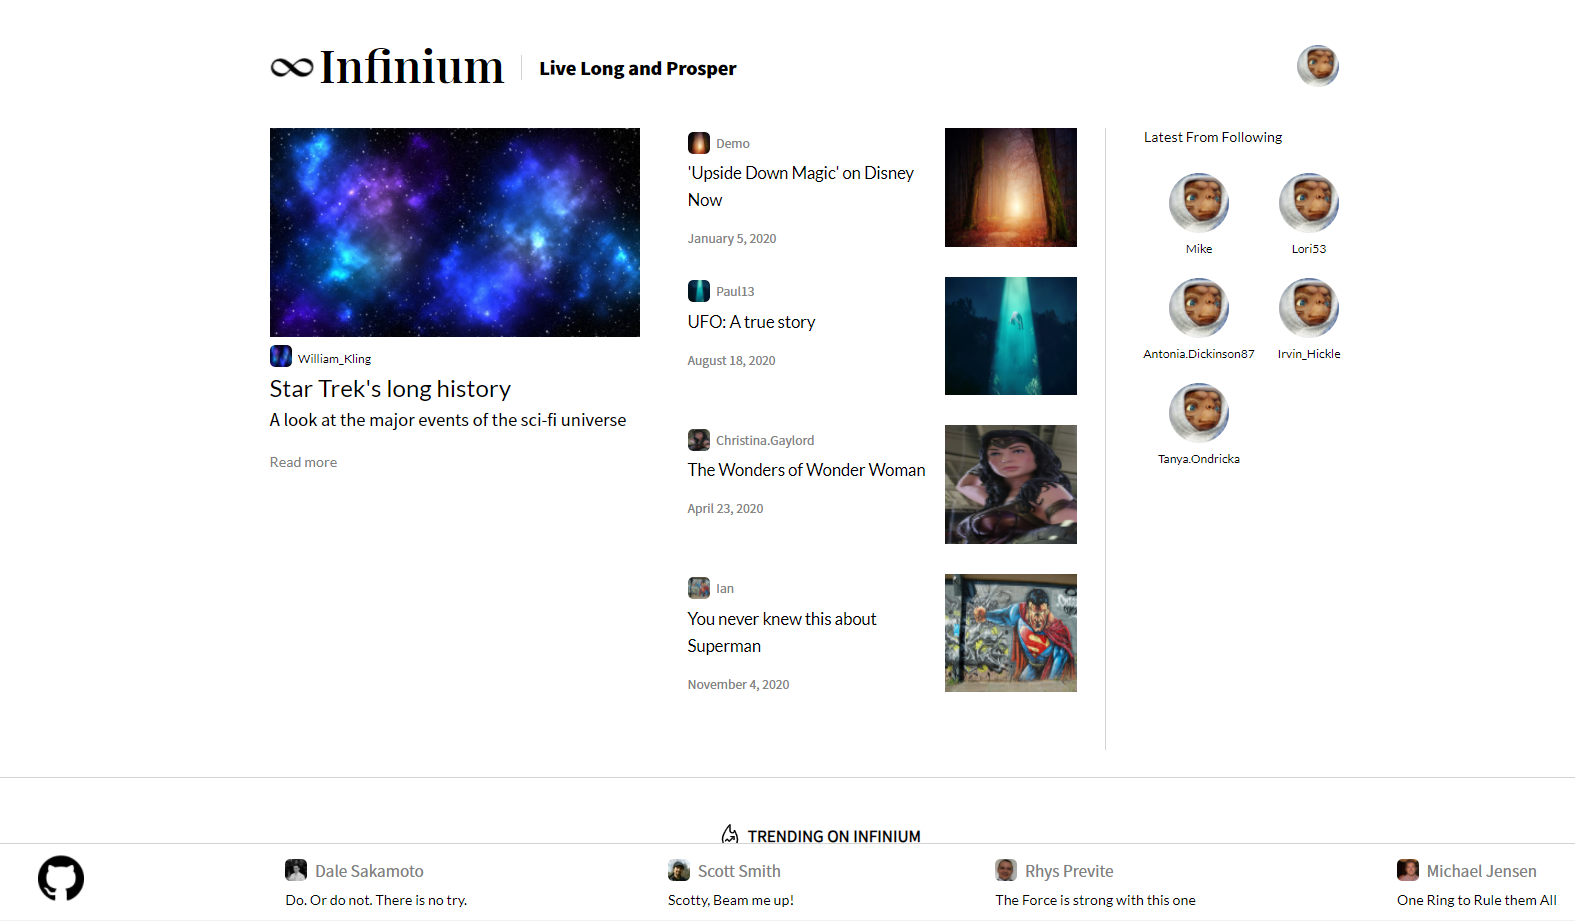 ∞ Infinium
Live Long and Prosper
William_Kling
Star Trek's long history
A look at the major events of the sci-fi universe
Read more
Demo
'Upside Down Magic' on Disney
Now
January 5, 2020
Paul13
UFO: A true story
August 18, 2020
Christina.Gaylord
The Wonders of Wonder Woman
April 23, 2020
Ian
You never knew this about
Superman
November 4, 2020
Latest From Following
Mike
Lori53
Antonia.Dickinson87
Irvin_Hickle
Tanya.Ondricka
TRENDING ON INFINIUM
Dale Sakamoto
Do. Or do not. There is no try.
Scott Smith
Scotty, Beam me up!
Rhys Previte
The Force is strong with this one
Michael Jensen
One Ring to Rule them All